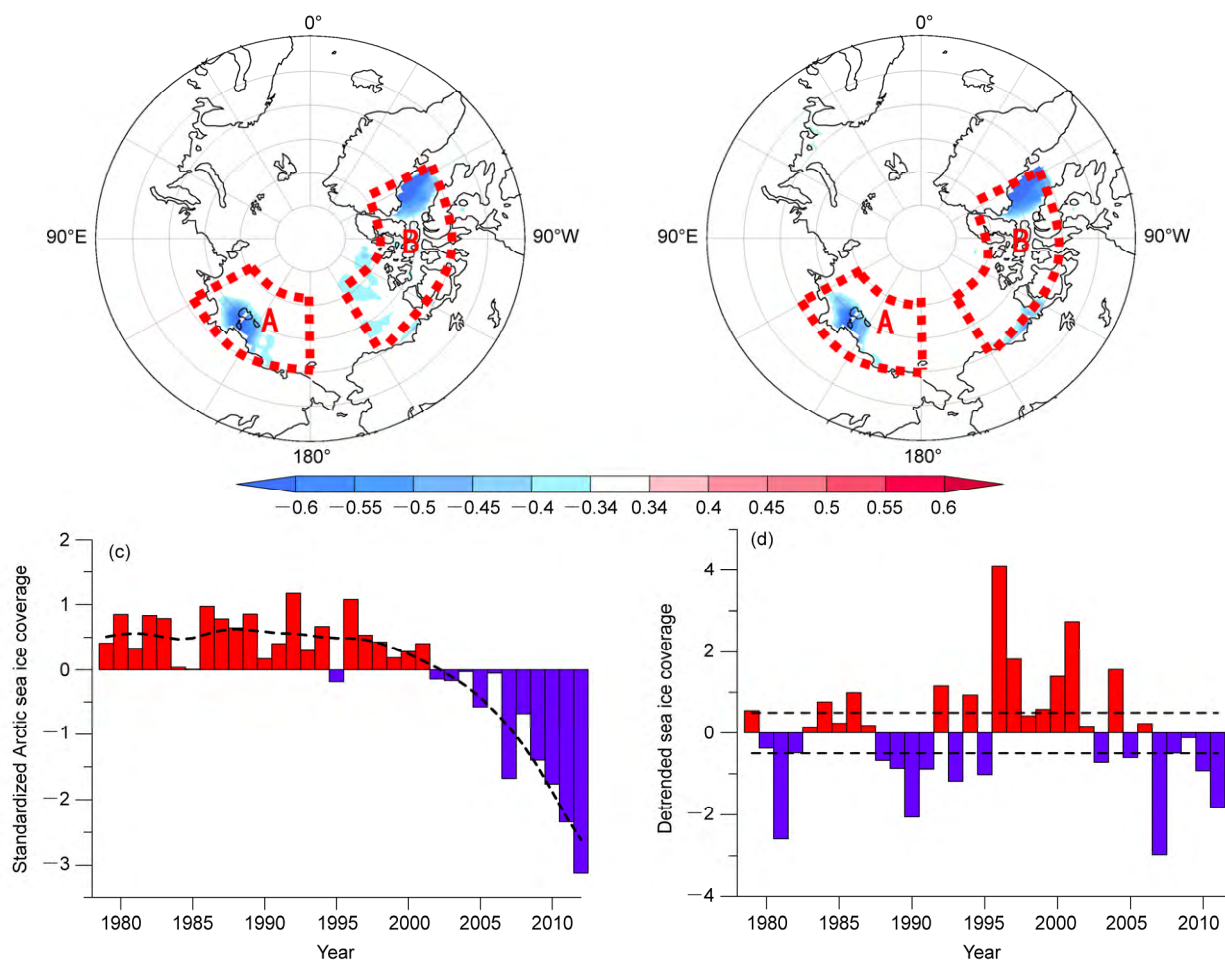 0°
0°
90°E
B
90°W
90°E
B
90°W
A
A
180°
180°
−0.6 −0.55 −0.5 −0.45 −0.4 −0.34 0.34 0.4 0.45 0.5 0.55 0.6
(c)
2
1
0
−1
−2
−3
Standardized Arctic sea ice coverage
1980 1985 1990 1995 2000 2005 2010
Year
(d)
4
2
0
−2
−4
Detrended sea ice coverage
1980 1985 1990 1995 2000 2005 2010
Year